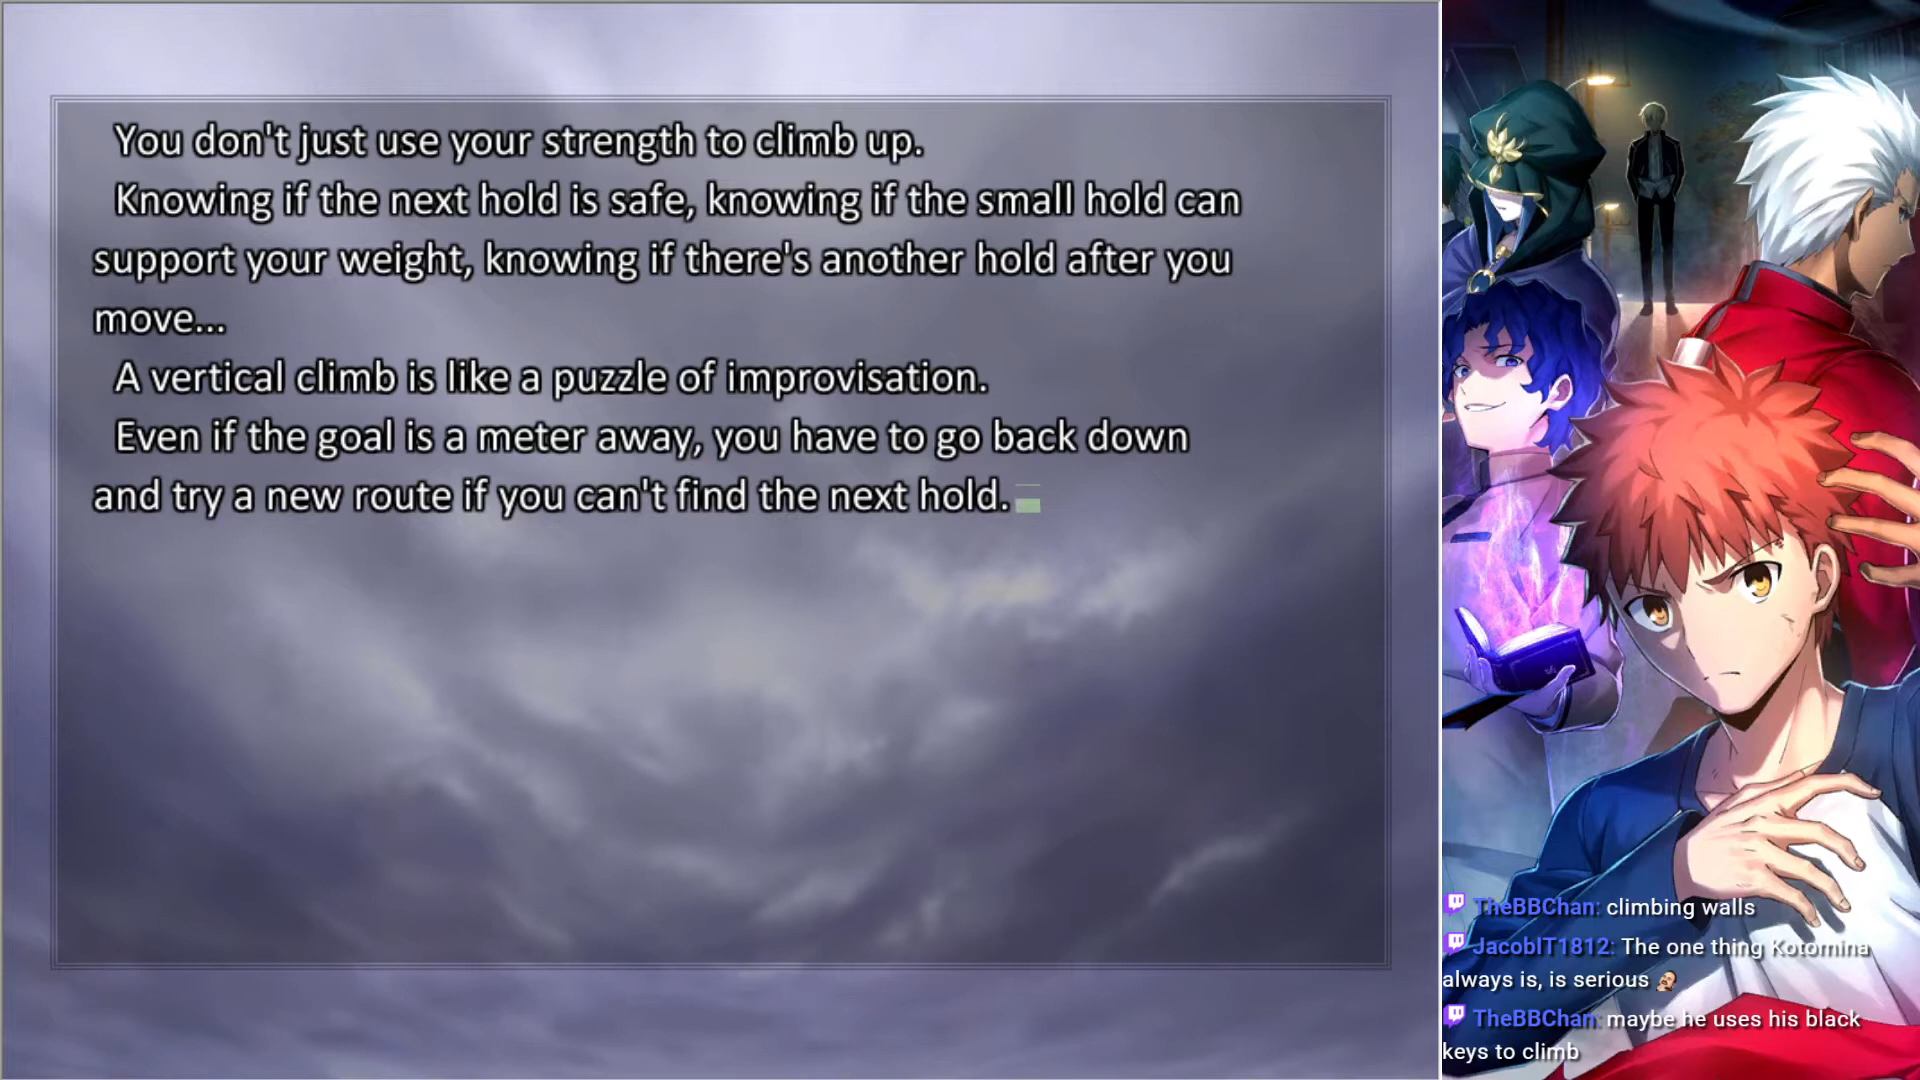 You don't just use your strength to climb up.
Knowing if the next hold is safe, knowing if the small hold can
support your weight, knowing if there's another hold after you
move...
A vertical climb is like a puzzle of improvisation.
Even if the goal is a meter away, you have to go back down
and try a new route if you can't find the next hold.
TheBBChan: climbing walls
JacobIT1812: The one thing Kotomina
always is, is serious
TheBBChan: maybe he uses his black
keys to climb